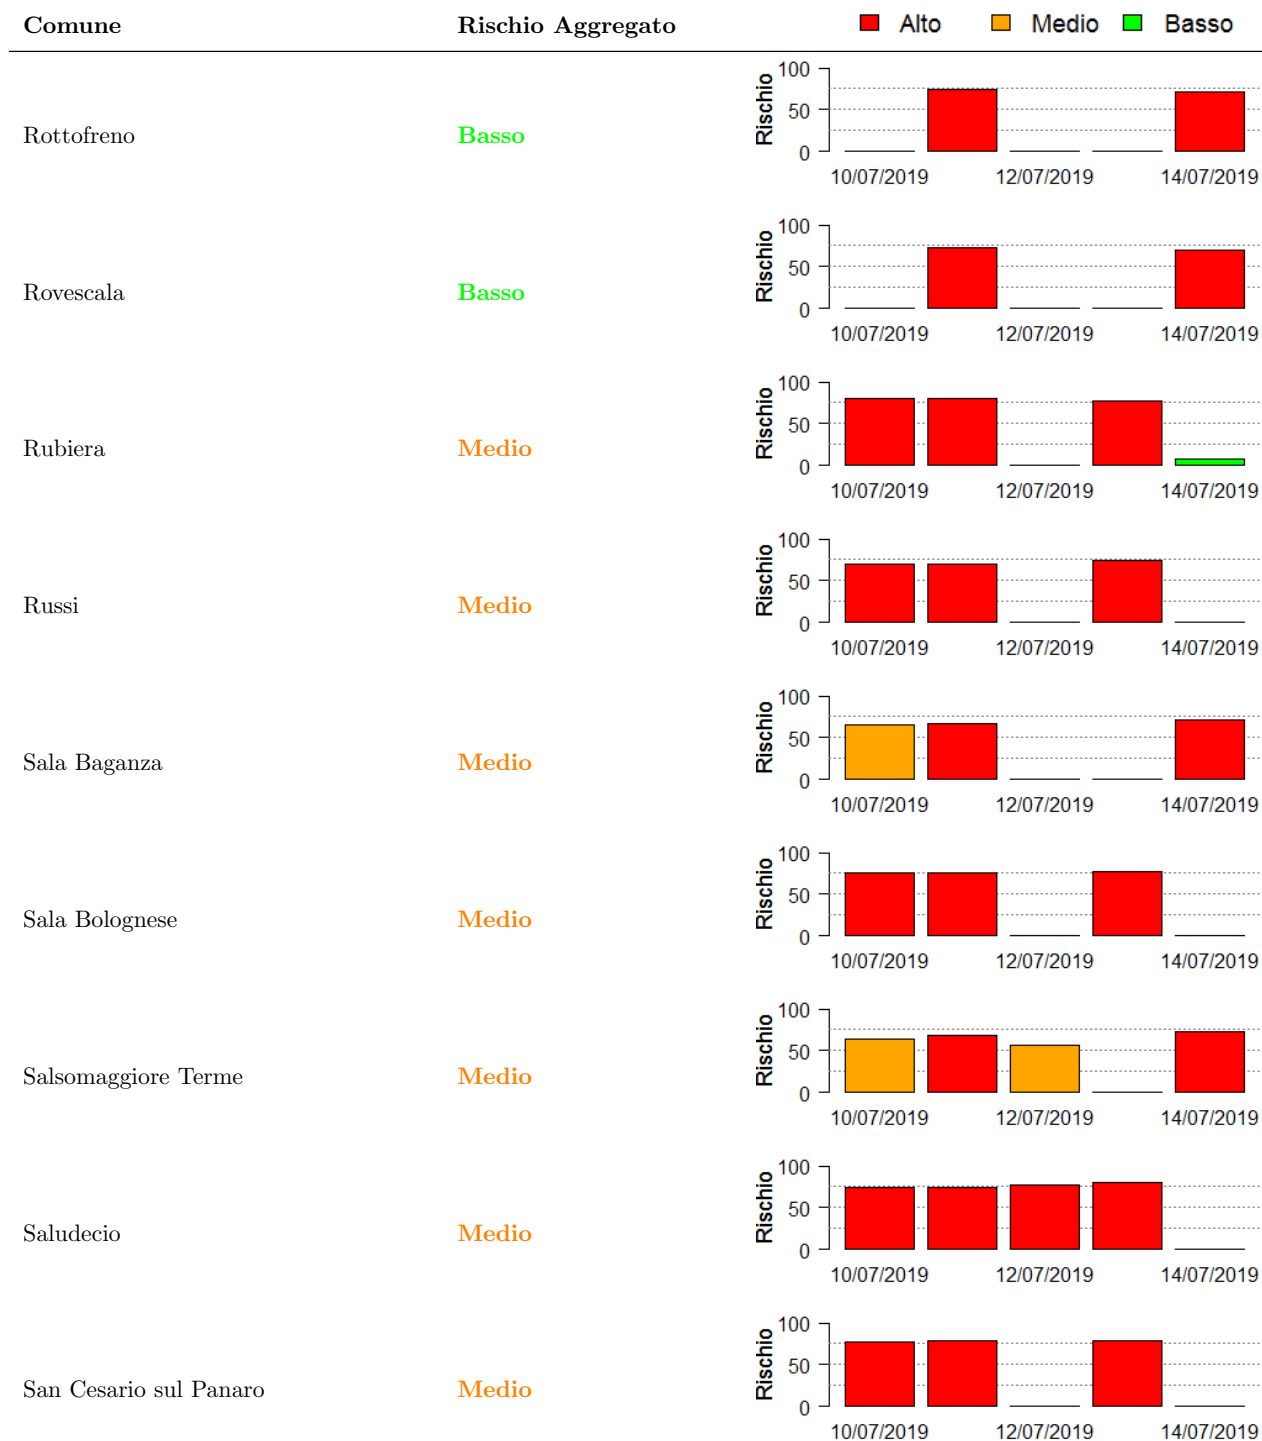 Comune Rischio Aggregato Alto Medio Basso
Rottofreno Basso Rischio 100 50 0
10/07/2019 12/07/2019 14/07/2019
Rovescala Basso Rischio 100 50 0
10/07/2019 12/07/2019 14/07/2019
Rubiera Medio Rischio 100 50 0
10/07/2019 12/07/2019 14/07/2019
Russi Medio Rischio 100 50 0
10/07/2019 12/07/2019 14/07/2019
Sala Baganza Medio Rischio 100 50 0
10/07/2019 12/07/2019 14/07/2019
Sala Bolognese Medio Rischio 100 50 0
10/07/2019 12/07/2019 14/07/2019
Salsomaggiore Terme Medio Rischio 100 50 0
10/07/2019 12/07/2019 14/07/2019
Saludecio Medio Rischio 100 50 0
10/07/2019 12/07/2019 14/07/2019
San Cesario sul Panaro Medio Rischio 100 50 0
10/07/2019 12/07/2019 14/07/2019